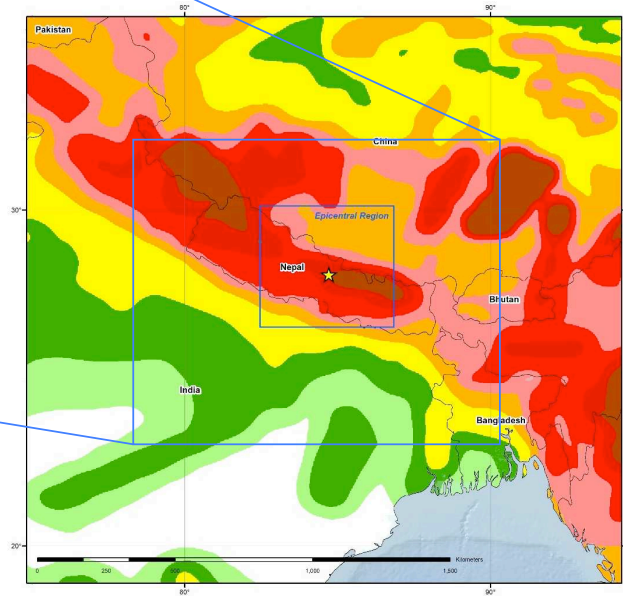 80°
90°
Pakistan
China
30°
Epicentral Region
Nepal
Bhutan
India
Bangladesh
20°
Kilometers
0
250
500
1,000
1,500
80°
90°